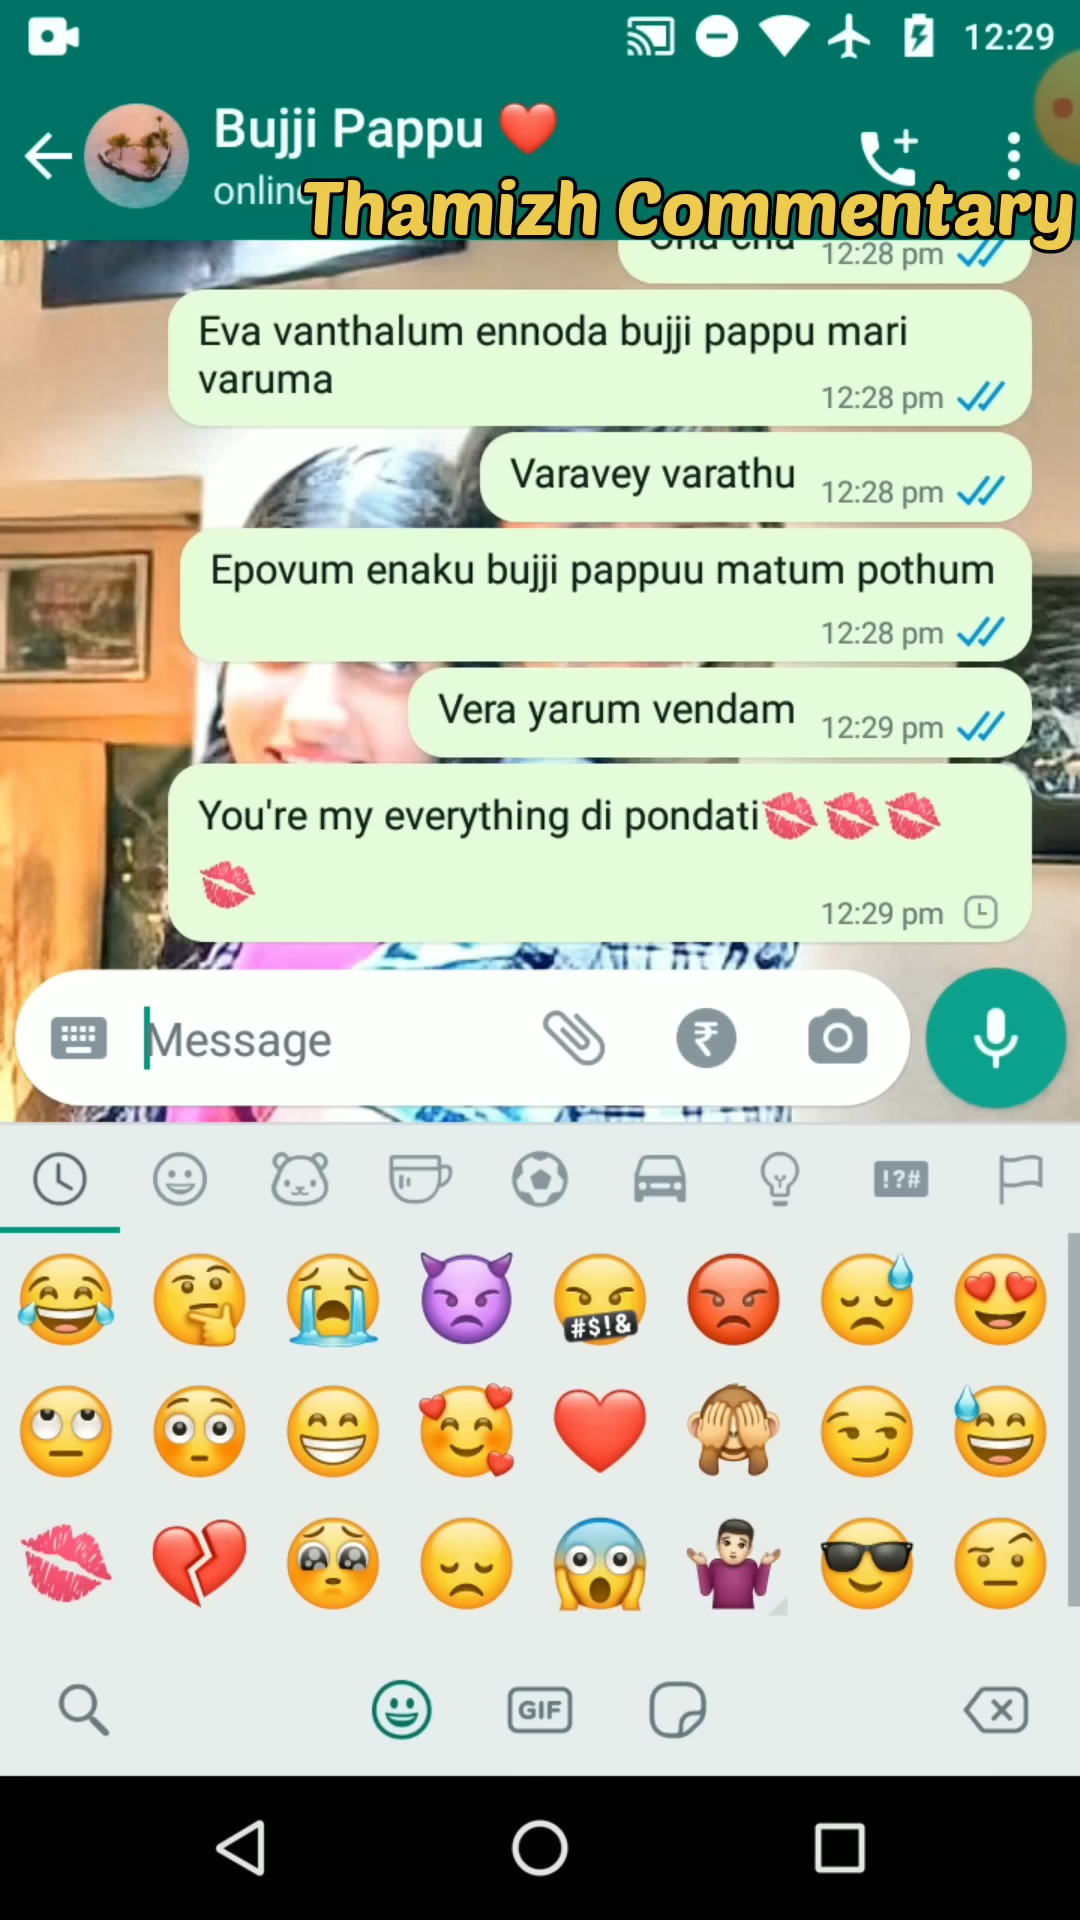 12:29
Bujji Pappu ❤️
online
Thamizh Commentary
12:28 pm
Eva vanthalum ennoda bujji pappu mari
varuma
12:28 pm
Varavey varathu
12:28 pm
Epovum enaku bujji pappuu matum pothum
12:28 pm
Vera yarum vendam
12:29 pm
You're my everything di pondati💋💋💋
💋
12:29 pm
Message
₹
!?#
#$!&
GIF